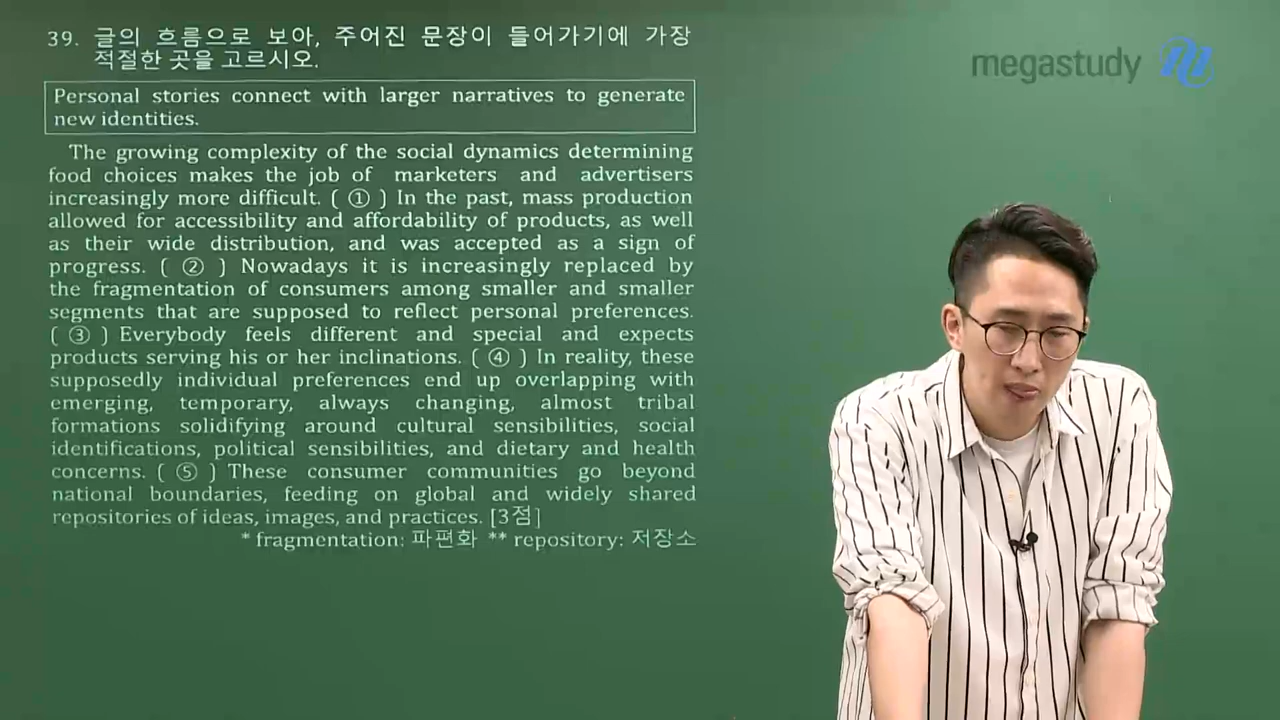 39. 글의 흐름으로 보아, 주어진 문장이 들어가기에 가장
적절한 곳을 고르시오.
megastudy
Personal stories connect with larger narratives to generate
new identities.
The growing complexity of the social dynamics determining
food choices makes the job of marketers and advertisers
increasingly more difficult. ( ① ) In the past, mass production
allowed for accessibility and affordability of products, as well
as their wide distribution, and was accepted as a sign of
progress. ( ② ) Nowadays it is increasingly replaced by
the fragmentation of consumers among smaller and smaller
segments that are supposed to reflect personal preferences.
( ③ ) Everybody feels different and special and expects
products serving his or her inclinations. ( ④ ) In reality, these
supposedly individual preferences end up overlapping with
emerging, temporary, always changing, almost tribal
formations solidifying around cultural sensibilities, social
identifications, political sensibilities, and dietary and health
concerns. ( ⑤ ) These consumer communities go beyond
national boundaries, feeding on global and widely shared
repositories of ideas, images, and practices. [3점]
* fragmentation: 파편화 ** repository: 저장소